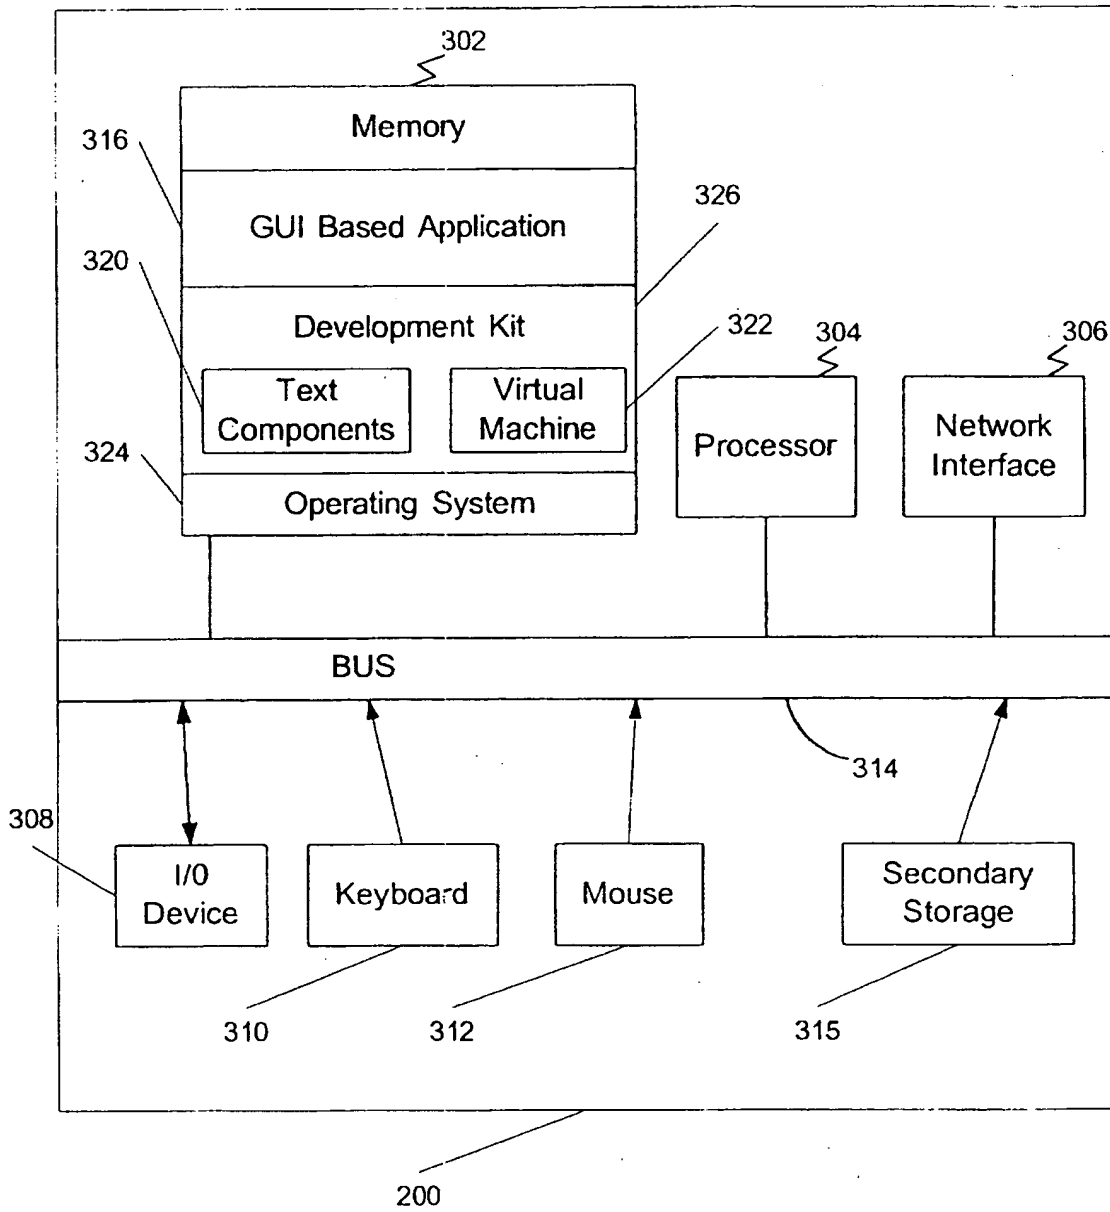 302
Memory
316
GUI Based Application
326
320
Development Kit
322
304
306
Text
Components
Virtual
Machine
Processor
Network
Interface
324
Operating System
BUS
314
308
I/0
Device
Keyboard
Mouse
Secondary
Storage
310
312
315
200